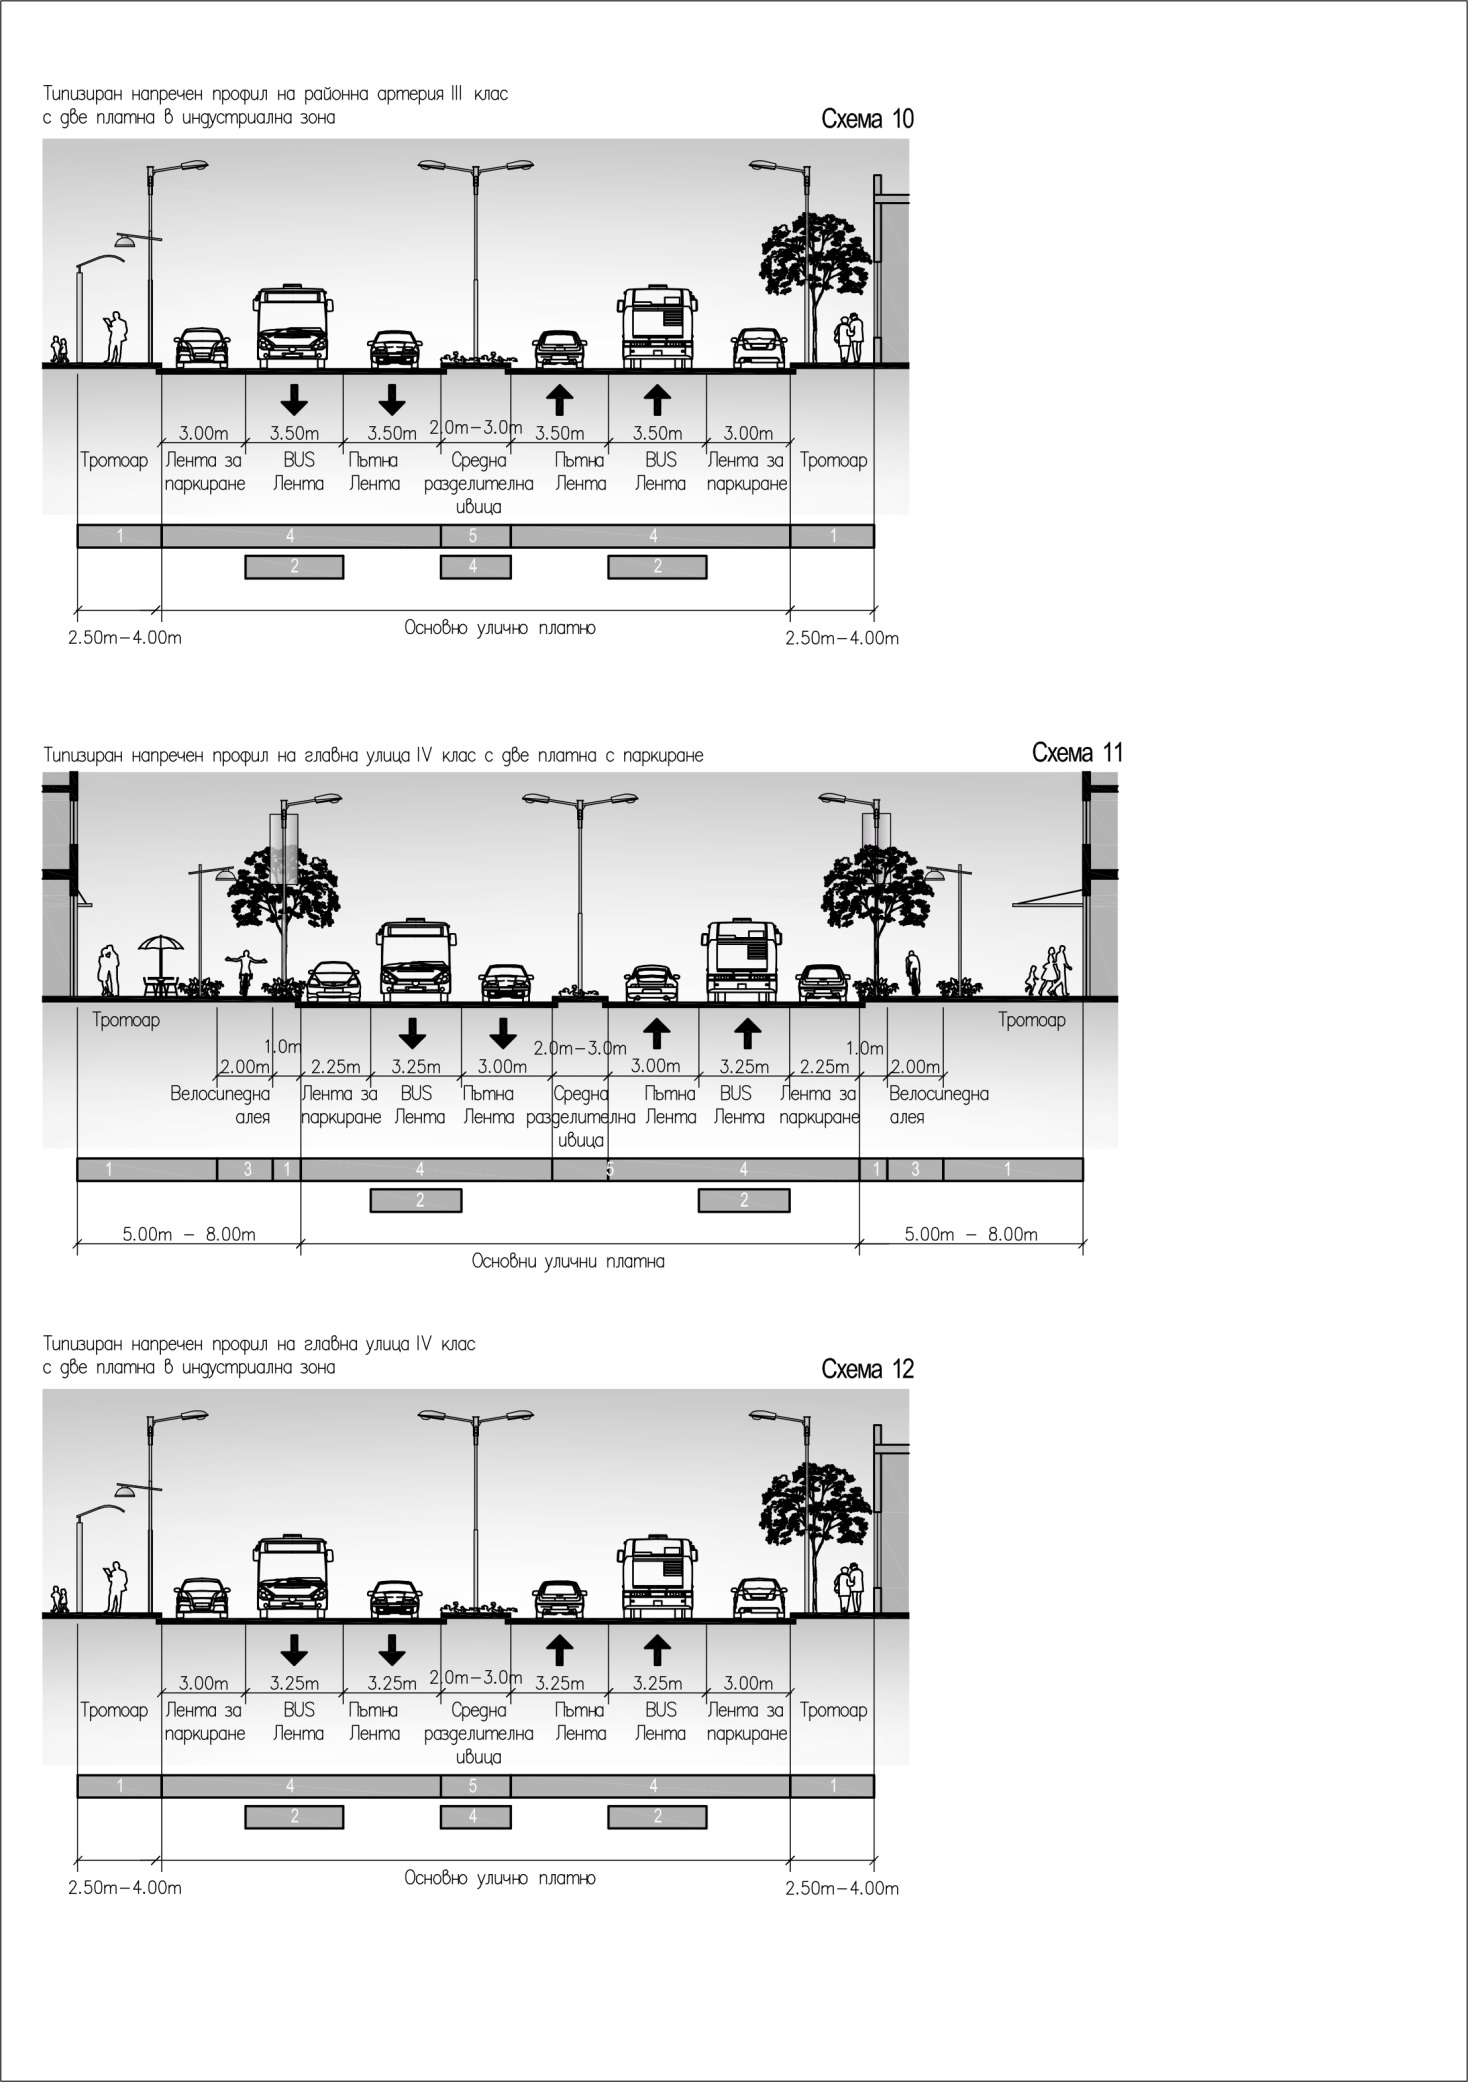 Типизиран напречен профил на районна артерия III клас
с две платна в индустриална зона
Схема 10
3.00m 3.50m 3.50m 2.0m–3.0m 3.50m 3.50m 3.00m
Тротоар Лента за BUS Пътна Средна Пътна BUS Лента за Тротоар
паркиране Лента Лента разделителна Лента Лента паркиране
ивица
1 4 5 4 1
2 4 2
Основно улично платно
2.50m–4.00m 2.50m–4.00m
Типизиран напречен профил на главна улица IV клас с две платна с паркиране
Схема 11
Тротоар Тротоар
1.0m 2.0m–3.0m 1.0m
2.00m 2.25m 3.25m 3.00m 3.00m 3.25m 2.25m 2.00m
Велосипедна Лента за BUS Пътна Средна Пътна BUS Лента за Велосипедна
алея паркиране Лента Лента разделителна Лента Лента паркиране алея
ивица
1 3 1 4 5 4 1 3 1
2 2
5.00m – 8.00m 5.00m – 8.00m
Основни улични платна
Типизиран напречен профил на главна улица IV клас
с две платна в индустриална зона
Схема 12
3.00m 3.25m 3.25m 2.0m–3.0m 3.25m 3.25m 3.00m
Тротоар Лента за BUS Пътна Средна Пътна BUS Лента за Тротоар
паркиране Лента Лента разделителна Лента Лента паркиране
ивица
1 4 5 4 1
2 4 2
Основно улично платно
2.50m–4.00m 2.50m–4.00m